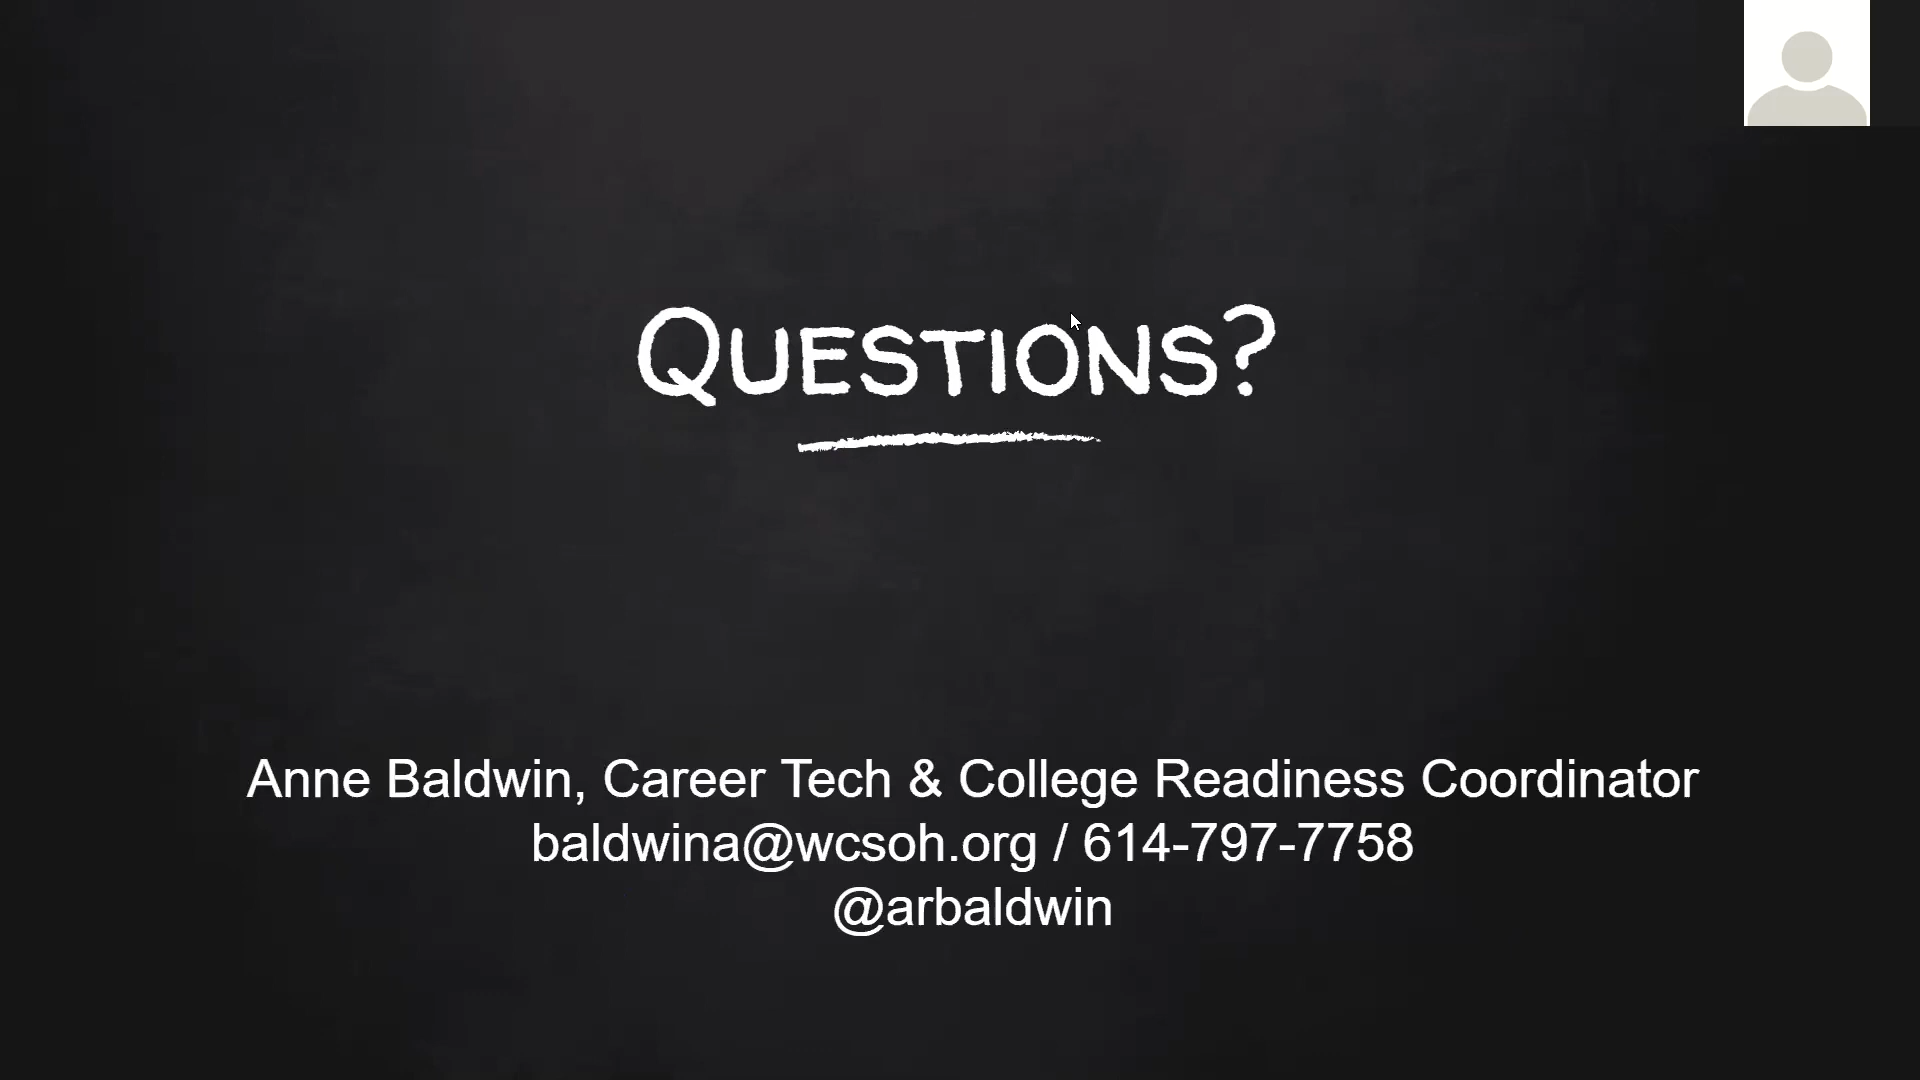 Questions?
Anne Baldwin, Career Tech & College Readiness Coordinator
baldwina@wcsoh.org / 614-797-7758
@arbaldwin